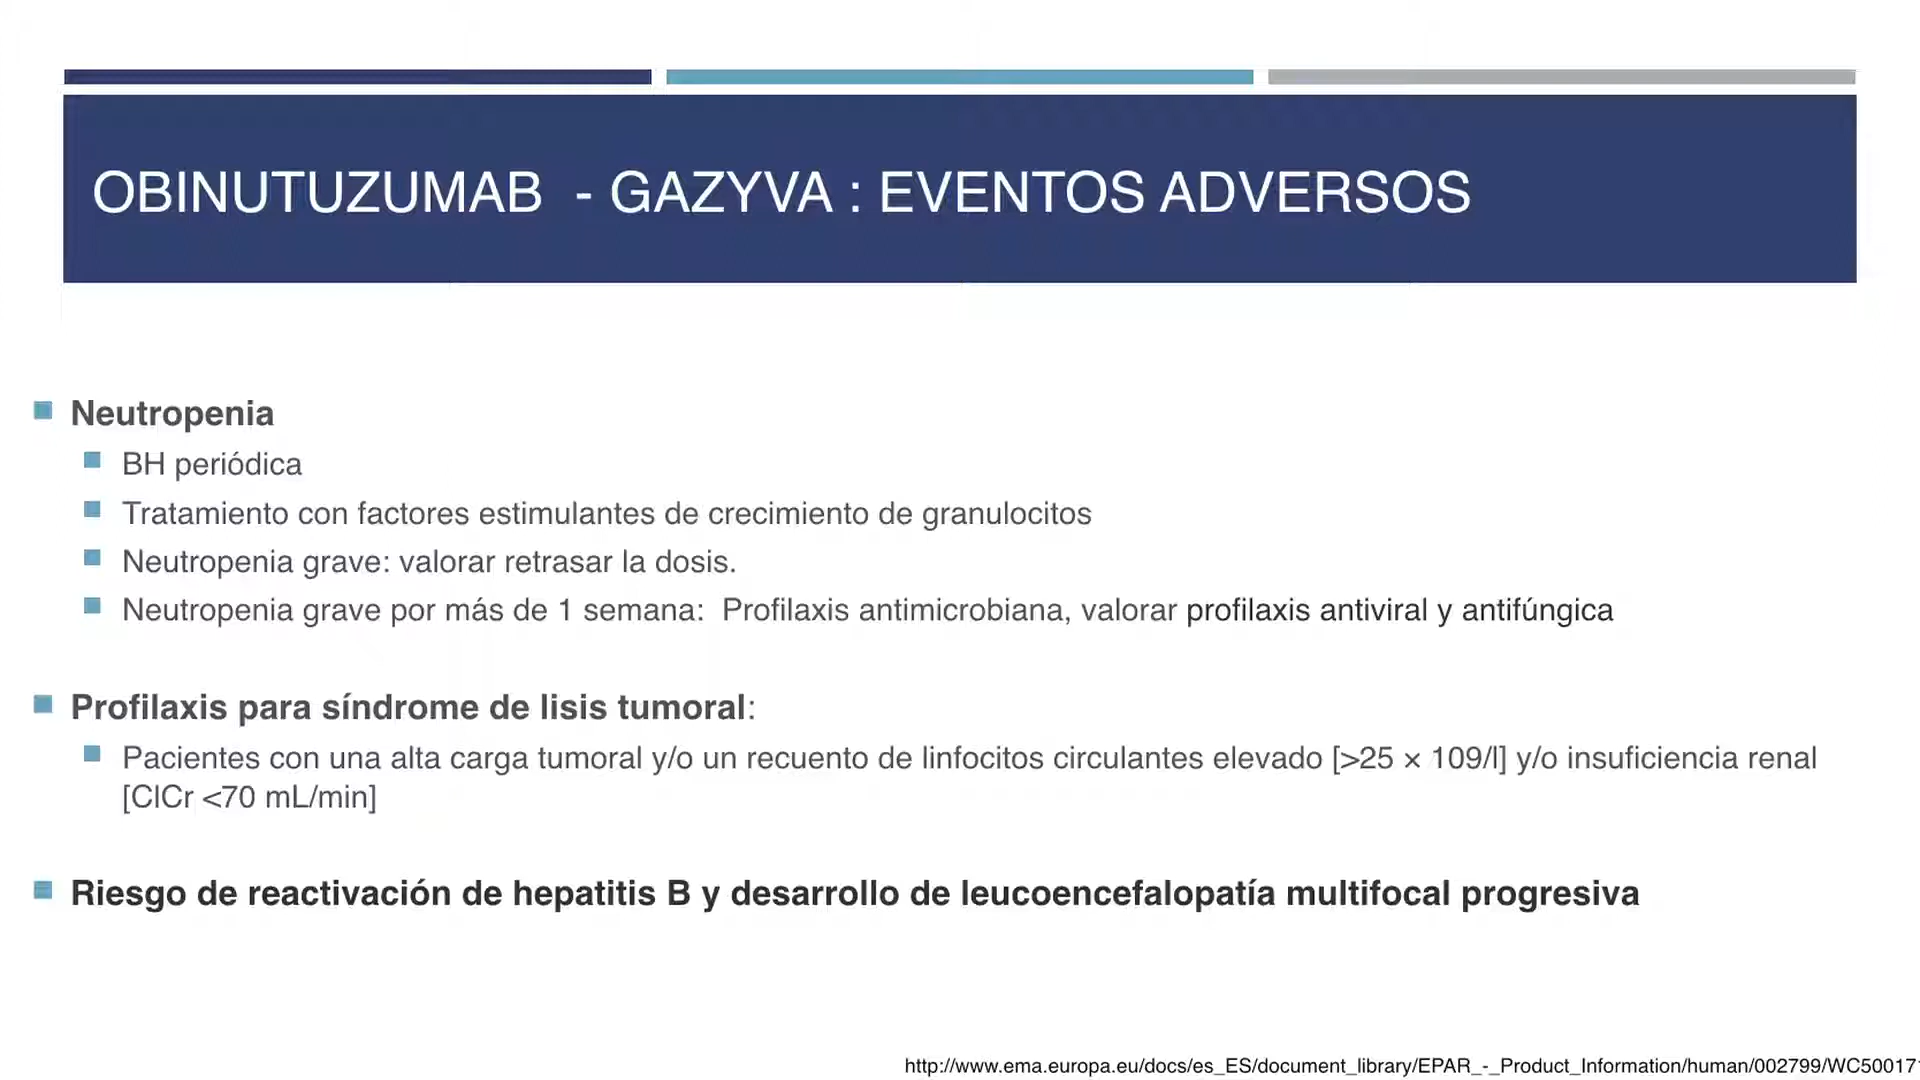 OBINUTUZUMAB - GAZYVA : EVENTOS ADVERSOS
Neutropenia
BH periódica
Tratamiento con factores estimulantes de crecimiento de granulocitos
Neutropenia grave: valorar retrasar la dosis.
Neutropenia grave por más de 1 semana: Profilaxis antimicrobiana, valorar profilaxis antiviral y antifúngica
Profilaxis para síndrome de lisis tumoral:
Pacientes con una alta carga tumoral y/o un recuento de linfocitos circulantes elevado [>25 × 109/l] y/o insuficiencia renal
[ClCr <70 mL/min]
Riesgo de reactivación de hepatitis B y desarrollo de leucoencefalopatía multifocal progresiva
http://www.ema.europa.eu/docs/es_ES/document_library/EPAR_-_Product_Information/human/002799/WC50017